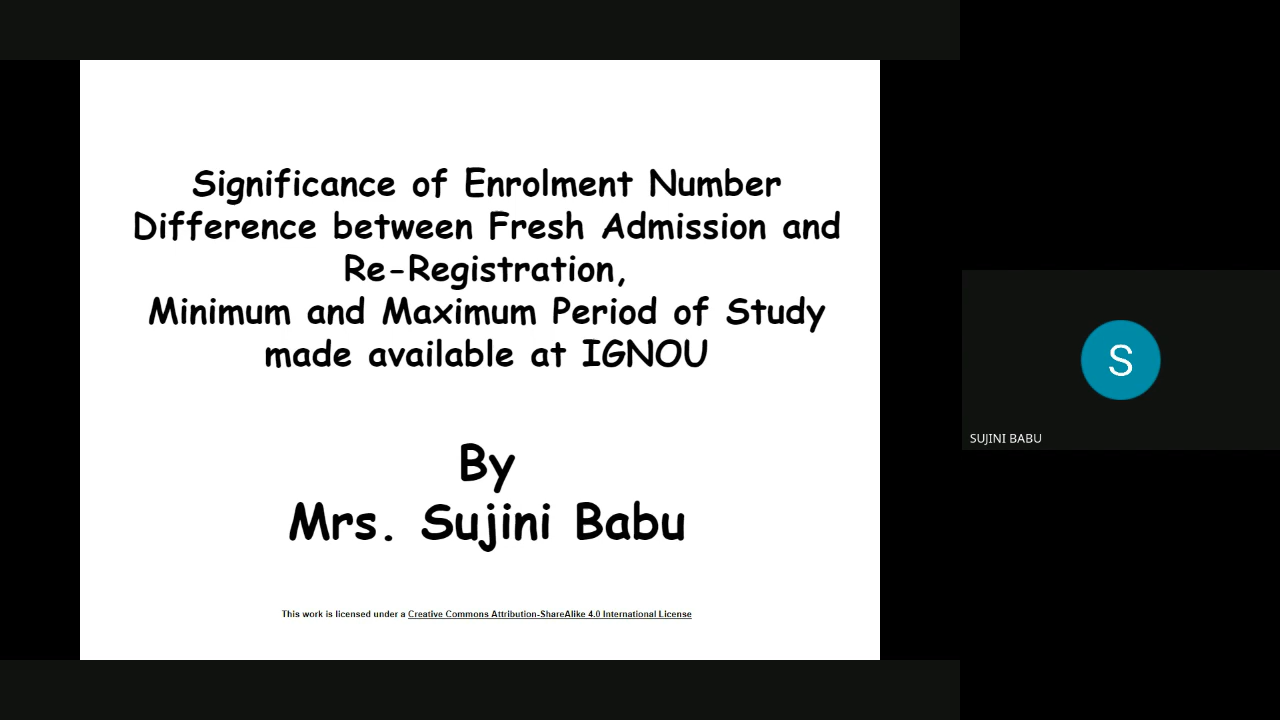 Significance of Enrolment Number
Difference between Fresh Admission and
Re-Registration,
Minimum and Maximum Period of Study
made available at IGNOU
By
Mrs. Sujini Babu
This work is licensed under a Creative Commons Attribution-ShareAlike 4.0 International License
S
SUJINI BABU